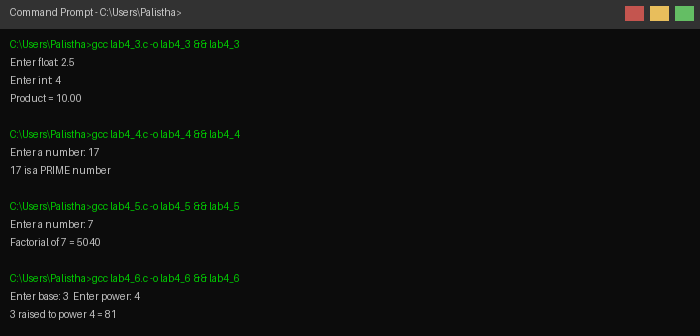 Command Prompt - C:\Users\Palistha>
C:\Users\Palistha>gcc lab4_3.c -o lab4_3 && lab4_3
Enter float: 2.5
Enter int: 4
Product = 10.00
C:\Users\Palistha>gcc lab4_4.c -o lab4_4 && lab4_4
Enter a number: 17
17 is a PRIME number
C:\Users\Palistha>gcc lab4_5.c -o lab4_5 && lab4_5
Enter a number: 7
Factorial of 7 = 5040
C:\Users\Palistha>gcc lab4_6.c -o lab4_6 && lab4_6
Enter base: 3  Enter power: 4
3 raised to power 4 = 81